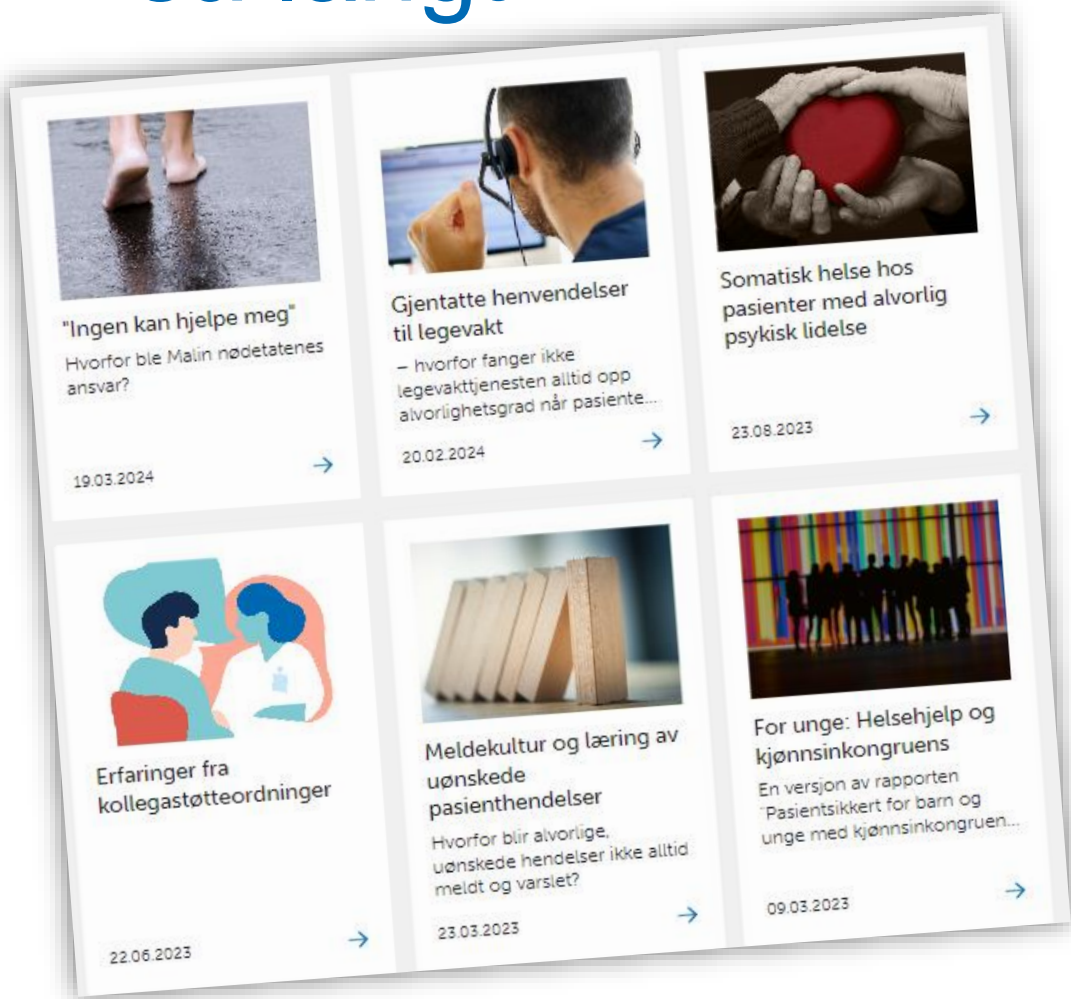 "Ingen kan hjelpe meg"
Hvorfor ble Malin nødetatenes
ansvar?
19.03.2024
Gjentatte henvendelser
til legevakt
– hvorfor fanger ikke
legevakttjenesten alltid opp
alvorlighetsgrad når pasiente...
20.02.2024
Somatisk helse hos
pasienter med alvorlig
psykisk lidelse
23.08.2023
Erfaringer fra
kollegastøtteordninger
22.06.2023
Meldekultur og læring av
uønskede
pasienthendelser
Hvorfor blir alvorlige,
uønskede hendelser ikke alltid
meldt og varslet?
23.03.2023
For unge: Helsehjelp og
kjønnsinkongruens
En versjon av rapporten
"Pasientsikkert for barn og
unge med kjønnsinkongruen...
09.03.2023